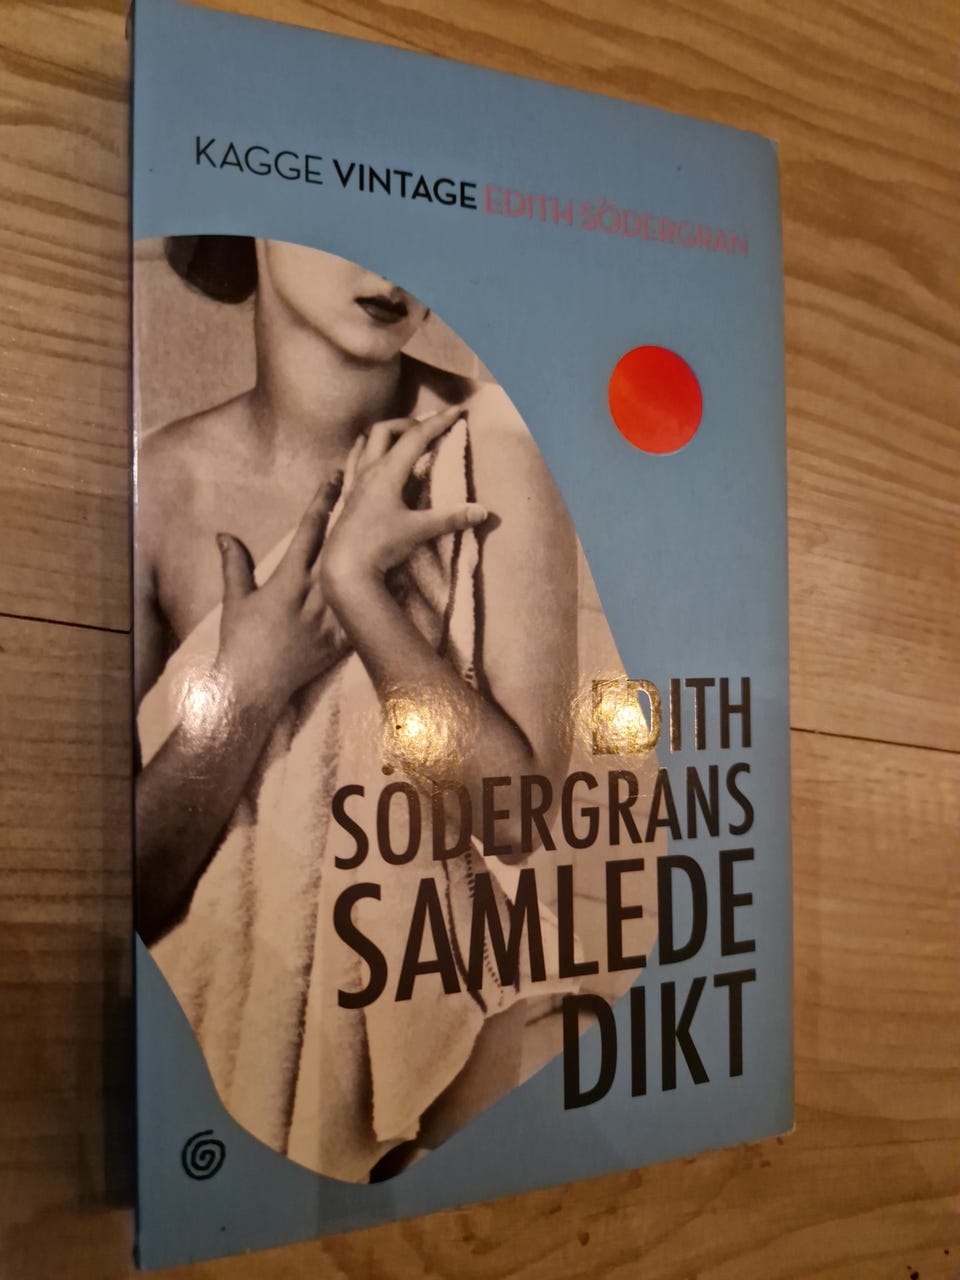 KAGGE VINTAGE EDITH SÖDERGRAN
EDITH
SÖDERGRANS
SAMLEDE
DIKT